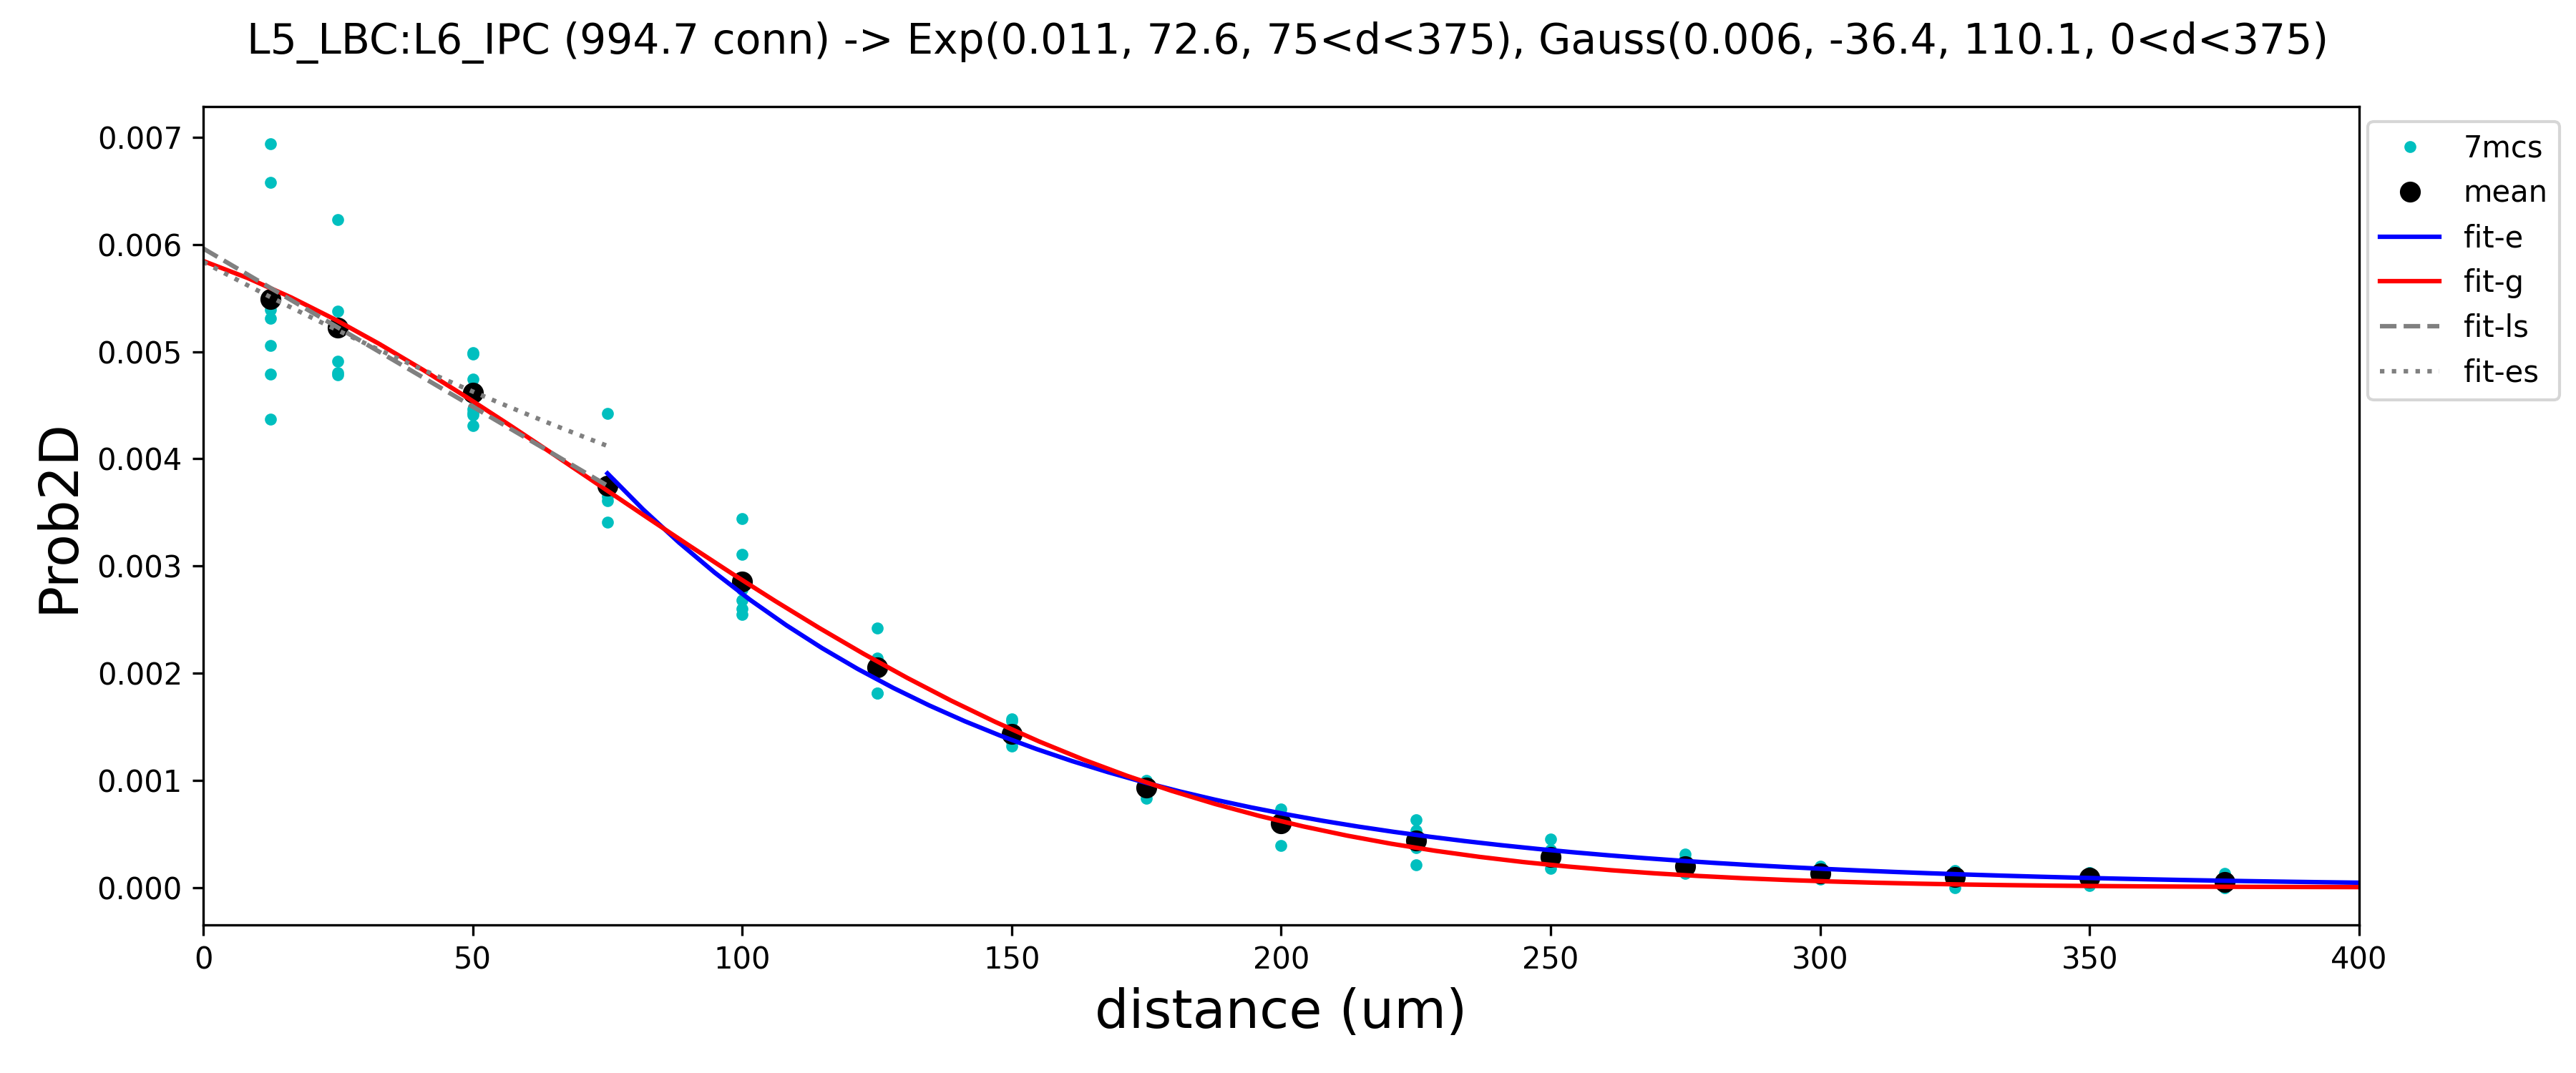 L5_LBC:L6_IPC (994.7 conn) -> Exp(0.011, 72.6, 75<d<375), Gauss(0.006, -36.4, 110.1, 0<d<375)
0.007
0.006
0.005
0.004
0.003
0.002
0.001
0.000
Prob2D
0 50 100 150 200 250 300 350 400
distance (um)
7mcs
mean
fit-e
fit-g
fit-ls
fit-es